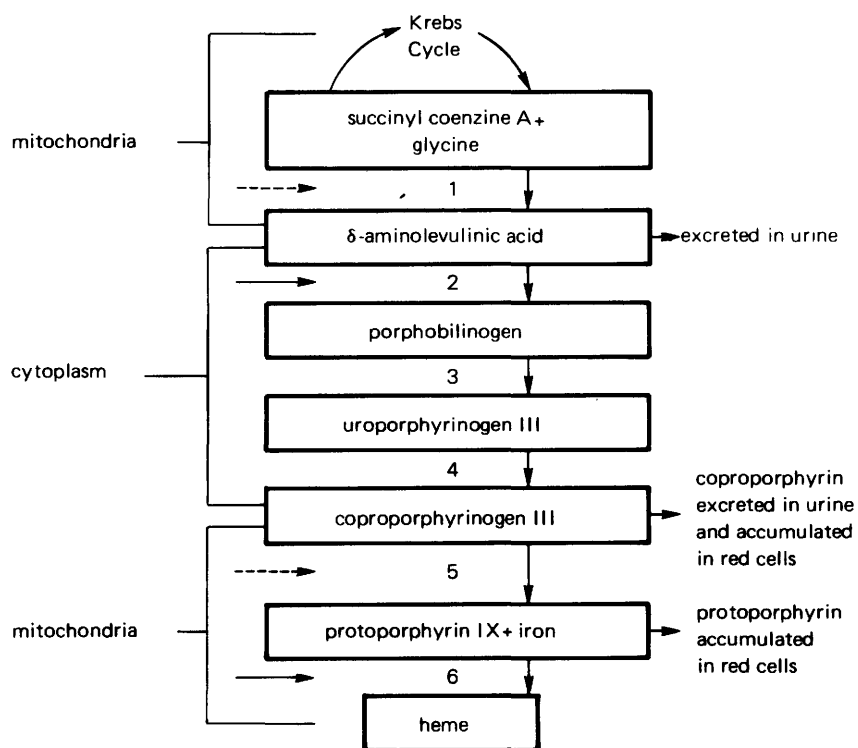 Krebs
Cycle
succinyl coenzine A+
glycine
mitochondria
1
δ-aminolevulinic acid
excreted in urine
2
porphobilinogen
cytoplasm
3
uroporphyrinogen III
4
coproporphyrinogen III
coproporphyrin
excreted in urine
and accumulated
in red cells
5
mitochondria
protoporphyrin IX+ iron
protoporphyrin
accumulated
in red cells
6
heme